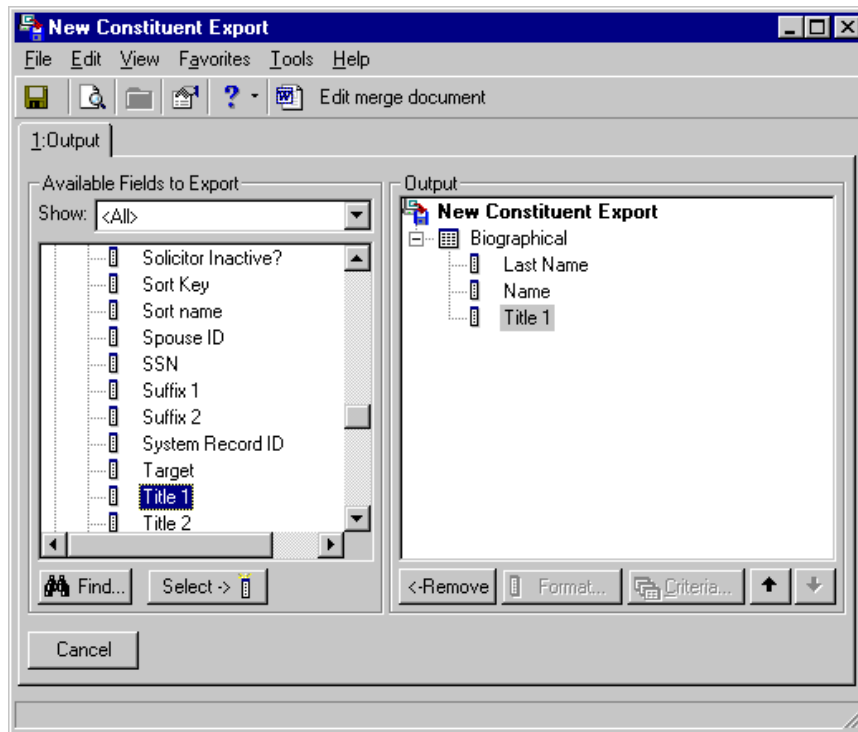 New Constituent Export
File Edit View Favorites Tools Help
? Edit merge document
1:Output
Available Fields to Export
Show: <All>
Solicitor Inactive?
Sort Key
Sort name
Spouse ID
SSN
Suffix 1
Suffix 2
System Record ID
Target
Title 1
Title 2
Find... Select ->
Output
New Constituent Export
Biographical
Last Name
Name
Title 1
<-Remove Format... Criteria...
Cancel